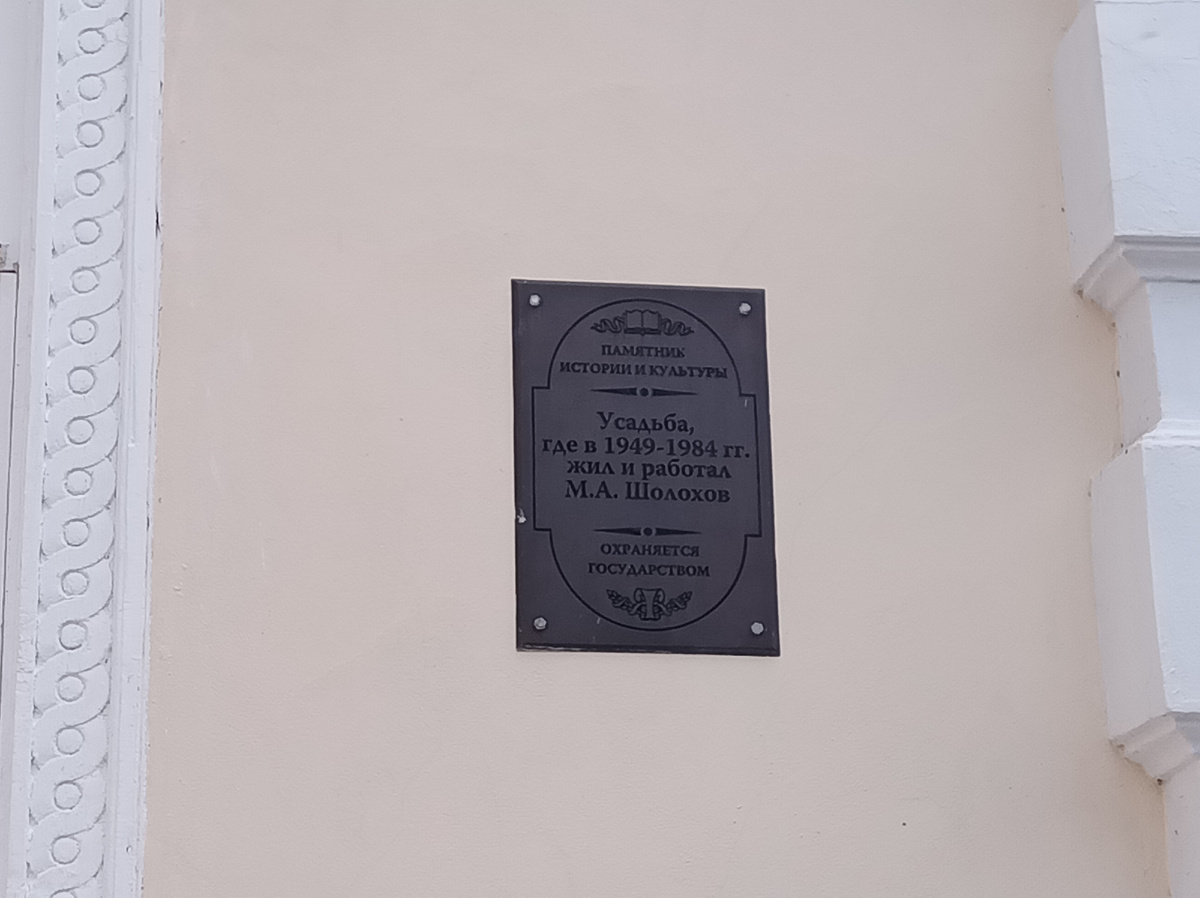 ПАМЯТНИК
ИСТОРИИ И КУЛЬТУРЫ
Усадьба,
где в 1949-1984 гг.
жил и работал
М.А. Шолохов
ОХРАНЯЕТСЯ
ГОСУДАРСТВОМ